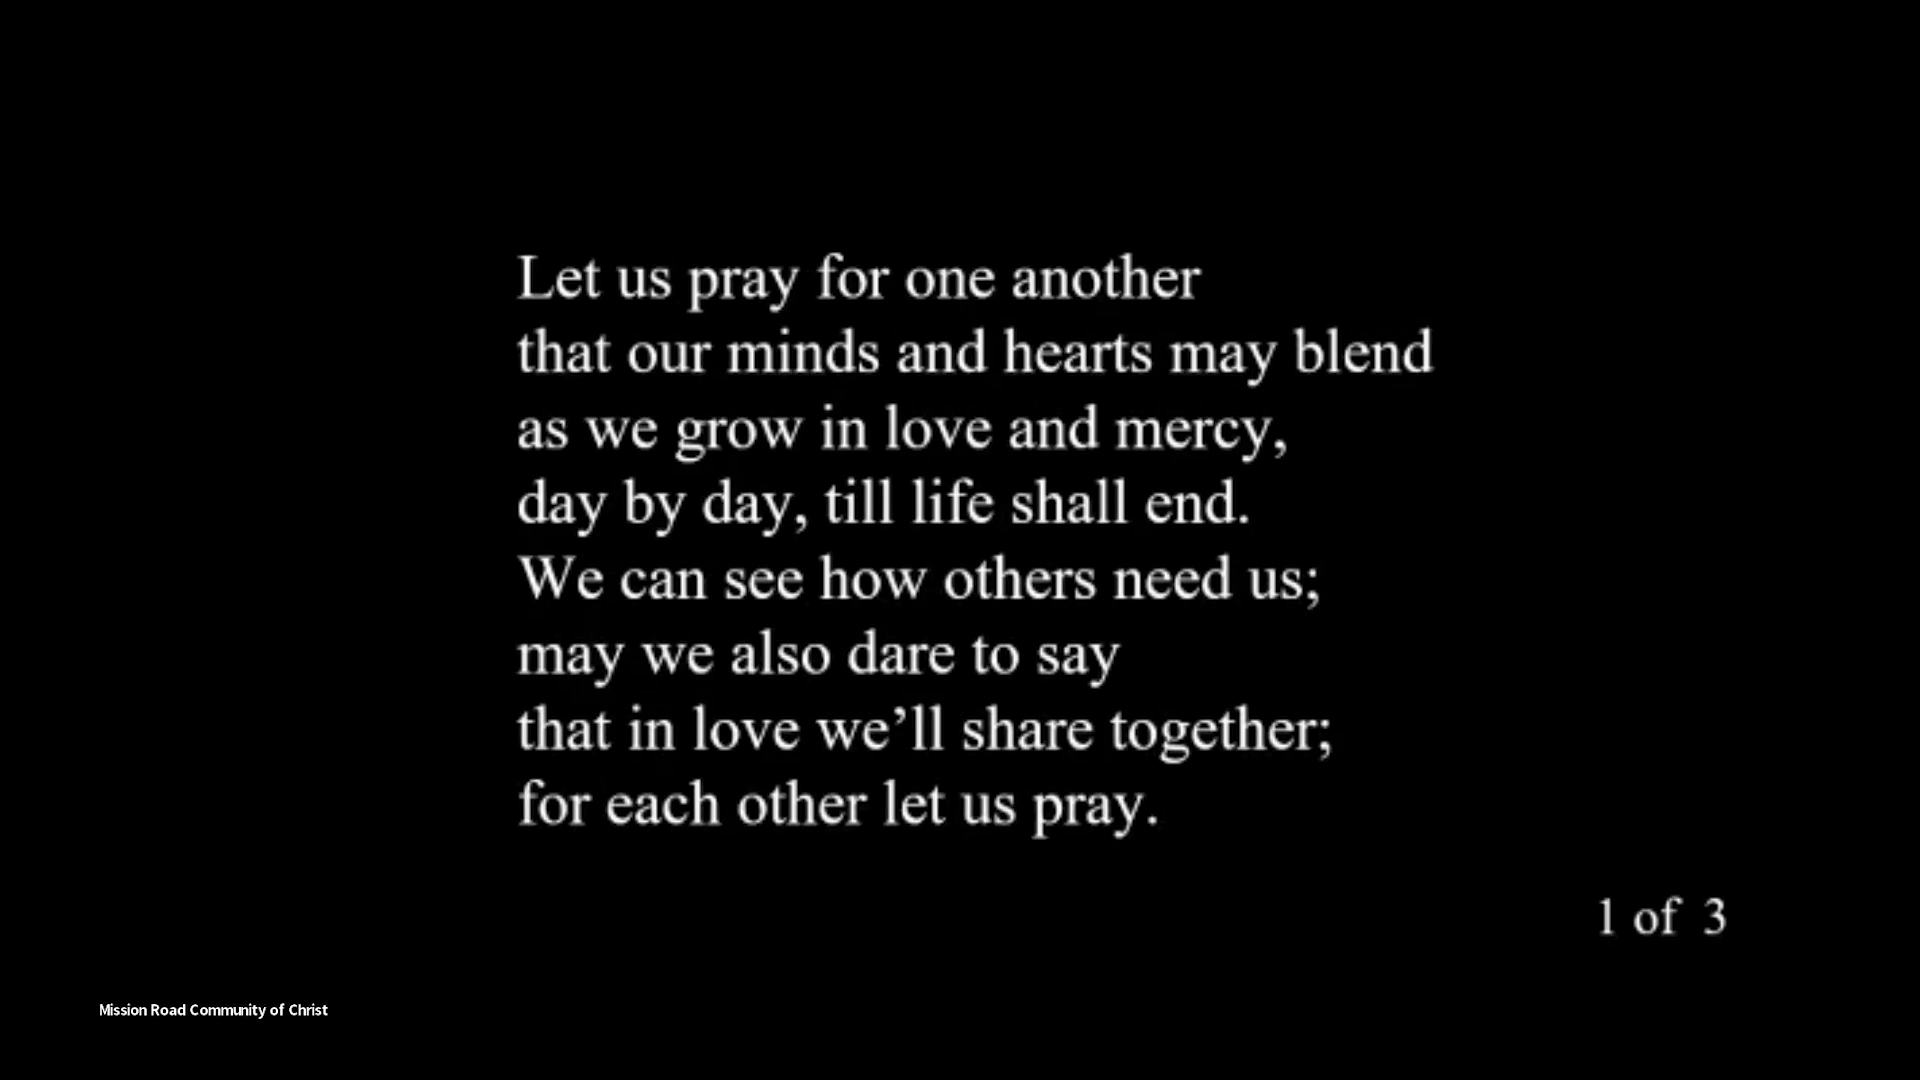 Let us pray for one another
that our minds and hearts may blend
as we grow in love and mercy,
day by day, till life shall end.
We can see how others need us;
may we also dare to say
that in love we’ll share together;
for each other let us pray.
1 of 3
Mission Road Community of Christ